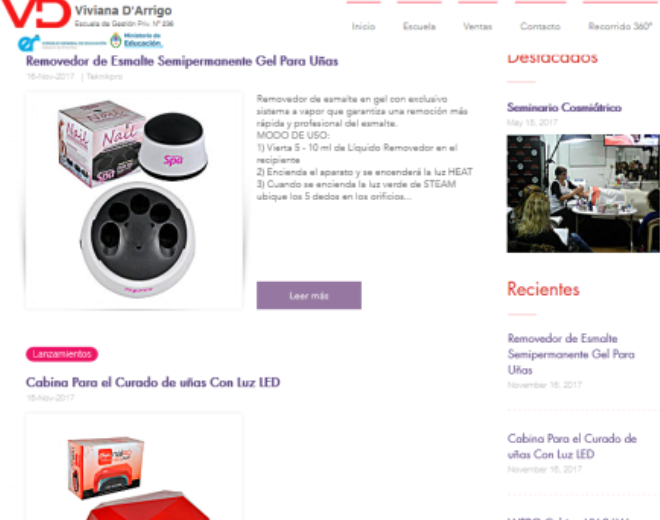 VD
Viviana D'Arrigo
Escuela de Gestión Priv. N° 296
CONSEJO GENERAL DE EDUCACIÓN
Ministerio de
Educación
Inicio
Escuela
Ventas
Contacto
Recorrido 360°
Removedor de Esmalte Semipermanente Gel Para Uñas
16-Nov-2017 | Teknikpro
Nail
Spa
Removedor de esmalte en gel con exclusivo
sistema a vapor que garantiza una remoción más
rápida y profesional del esmalte.
MODO DE USO:
1) Vierta 5 - 10 ml de Líquido Removedor en el
recipiente
2) Encienda el aparato y se encenderá la luz HEAT
3) Cuando se encienda la luz verde de STEAM
ubique los 5 dedos en los orificios...
Leer más
Lanzamientos
Cabina Para el Curado de uñas Con Luz LED
16-Nov-2017
Destacados
Seminario Cosmiátrico
May 15, 2017
Recientes
Removedor de Esmalte
Semipermanente Gel Para
Uñas
November 16, 2017
Cabina Para el Curado de
uñas Con Luz LED
November 16, 2017